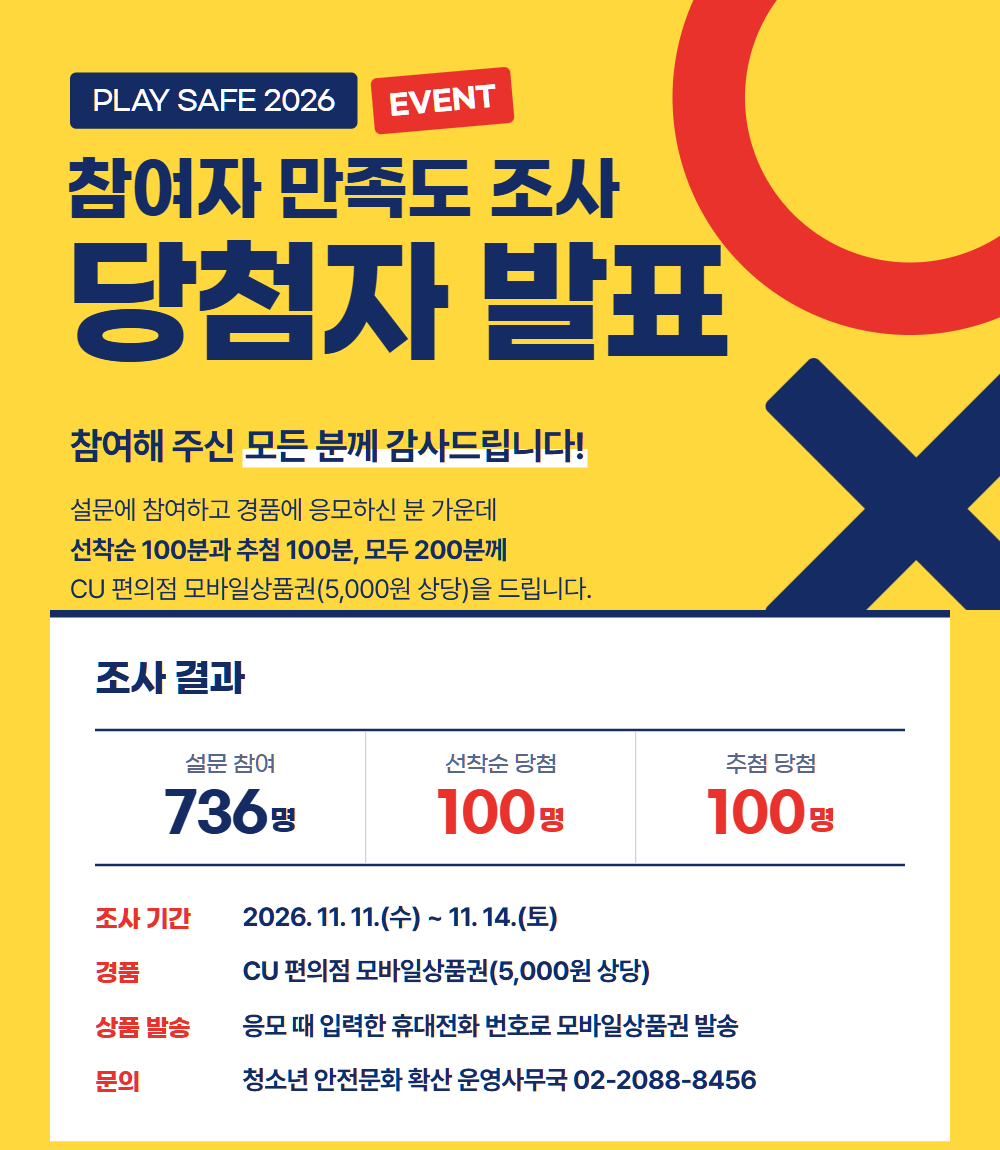 PLAY SAFE 2026 EVENT
참여자 만족도 조사
당첨자 발표
참여해 주신 모든 분께 감사드립니다!
설문에 참여하고 경품에 응모하신 분 가운데
선착순 100분과 추첨 100분, 모두 200분께
CU 편의점 모바일상품권(5,000원 상당)을 드립니다.
조사 결과
설문 참여 선착순 당첨 추첨 당첨
736명 100명 100명
조사 기간 2026. 11. 11.(수) ~ 11. 14.(토)
경품 CU 편의점 모바일상품권(5,000원 상당)
상품 발송 응모 때 입력한 휴대전화 번호로 모바일상품권 발송
문의 청소년 안전문화 확산 운영사무국 02-2088-8456